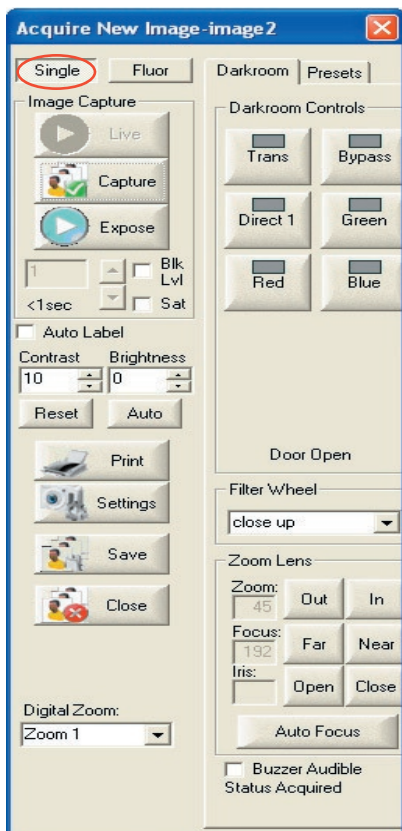 Acquire New Image-image2
Single
Fluor
Image Capture
Live
Capture
Expose
1
Blk
Lvl
<1sec
Sat
Auto Label
Contrast
Brightness
10
0
Reset
Auto
Print
Settings
Save
Close
Digital Zoom:
Zoom 1
Darkroom
Presets
Darkroom Controls
Trans
Bypass
Direct 1
Green
Red
Blue
Door Open
Filter Wheel
close up
Zoom Lens
Zoom:
45
Out
In
Focus:
192
Far
Near
Iris:
Open
Close
Auto Focus
Buzzer Audible
Status Acquired